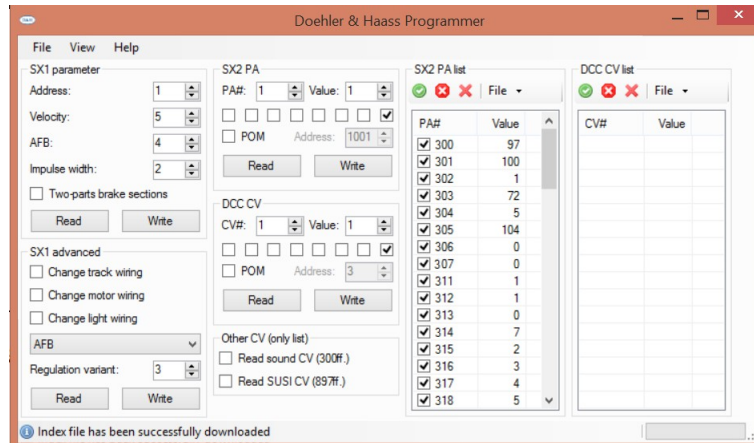 Doehler & Haass Programmer
File View Help
SX1 parameter
Address: 1
Velocity: 5
AFB: 4
Impulse width: 2
Two-parts brake sections
Read Write
SX1 advanced
Change track wiring
Change motor wiring
Change light wiring
AFB
Regulation variant: 3
Read Write
SX2 PA
PA#: 1 Value: 1
POM Address: 1001
Read Write
DCC CV
CV#: 1 Value: 1
POM Address: 3
Read Write
Other CV (only list)
Read sound CV (300ff.)
Read SUSI CV (897ff.)
SX2 PA list
File
PA# Value
300 97
301 100
302 1
303 72
304 5
305 104
306 0
307 0
311 1
312 1
313 0
314 7
315 2
316 3
317 4
318 5
DCC CV list
File
CV# Value
Index file has been successfully downloaded